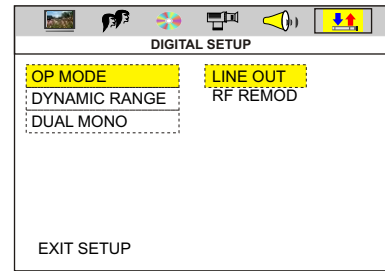 DIGITAL SETUP
OP MODE
LINE OUT
DYNAMIC RANGE
RF REMOD
DUAL MONO
EXIT SETUP